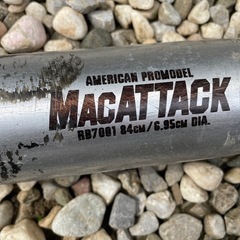 AMERICAN PROMODEL
MACATTACK
RB7001 84CM/6.95CM DIA.